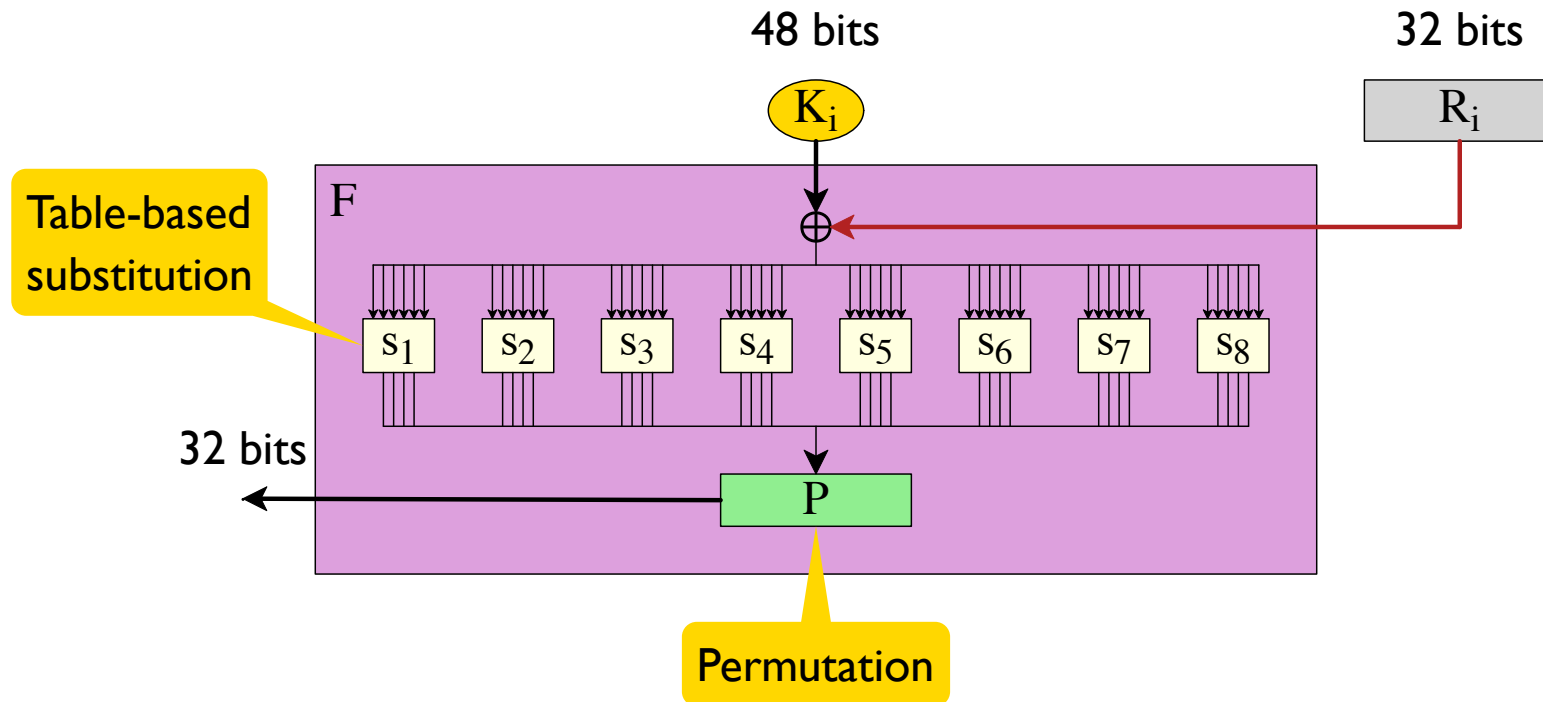 48 bits
32 bits
Kᵢ
Rᵢ
F
Table-based
substitution
s₁ s₂ s₃ s₄ s₅ s₆ s₇ s₈
32 bits
P
Permutation